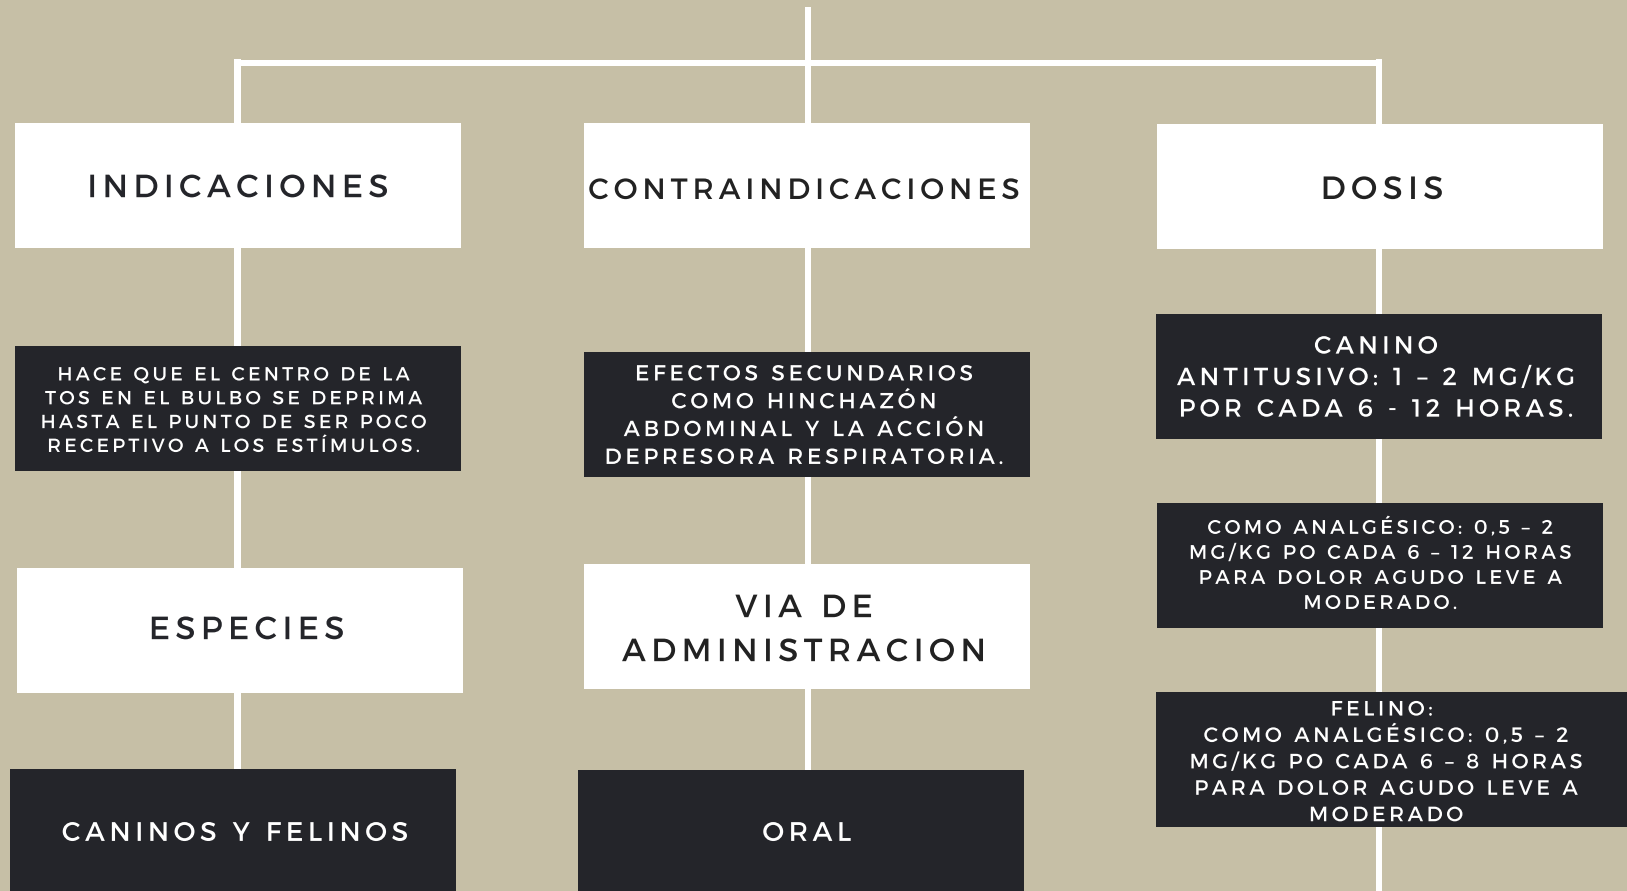 INDICACIONES
HACE QUE EL CENTRO DE LA
TOS EN EL BULBO SE DEPRIMA
HASTA EL PUNTO DE SER POCO
RECEPTIVO A LOS ESTÍMULOS.
ESPECIES
CANINOS Y FELINOS
CONTRAINDICACIONES
EFECTOS SECUNDARIOS
COMO HINCHAZÓN
ABDOMINAL Y LA ACCIÓN
DEPRESORA RESPIRATORIA.
VIA DE
ADMINISTRACION
ORAL
DOSIS
CANINO
ANTITUSIVO: 1 – 2 MG/KG
POR CADA 6 - 12 HORAS.
COMO ANALGÉSICO: 0,5 – 2
MG/KG PO CADA 6 – 12 HORAS
PARA DOLOR AGUDO LEVE A
MODERADO.
FELINO:
COMO ANALGÉSICO: 0,5 – 2
MG/KG PO CADA 6 – 8 HORAS
PARA DOLOR AGUDO LEVE A
MODERADO